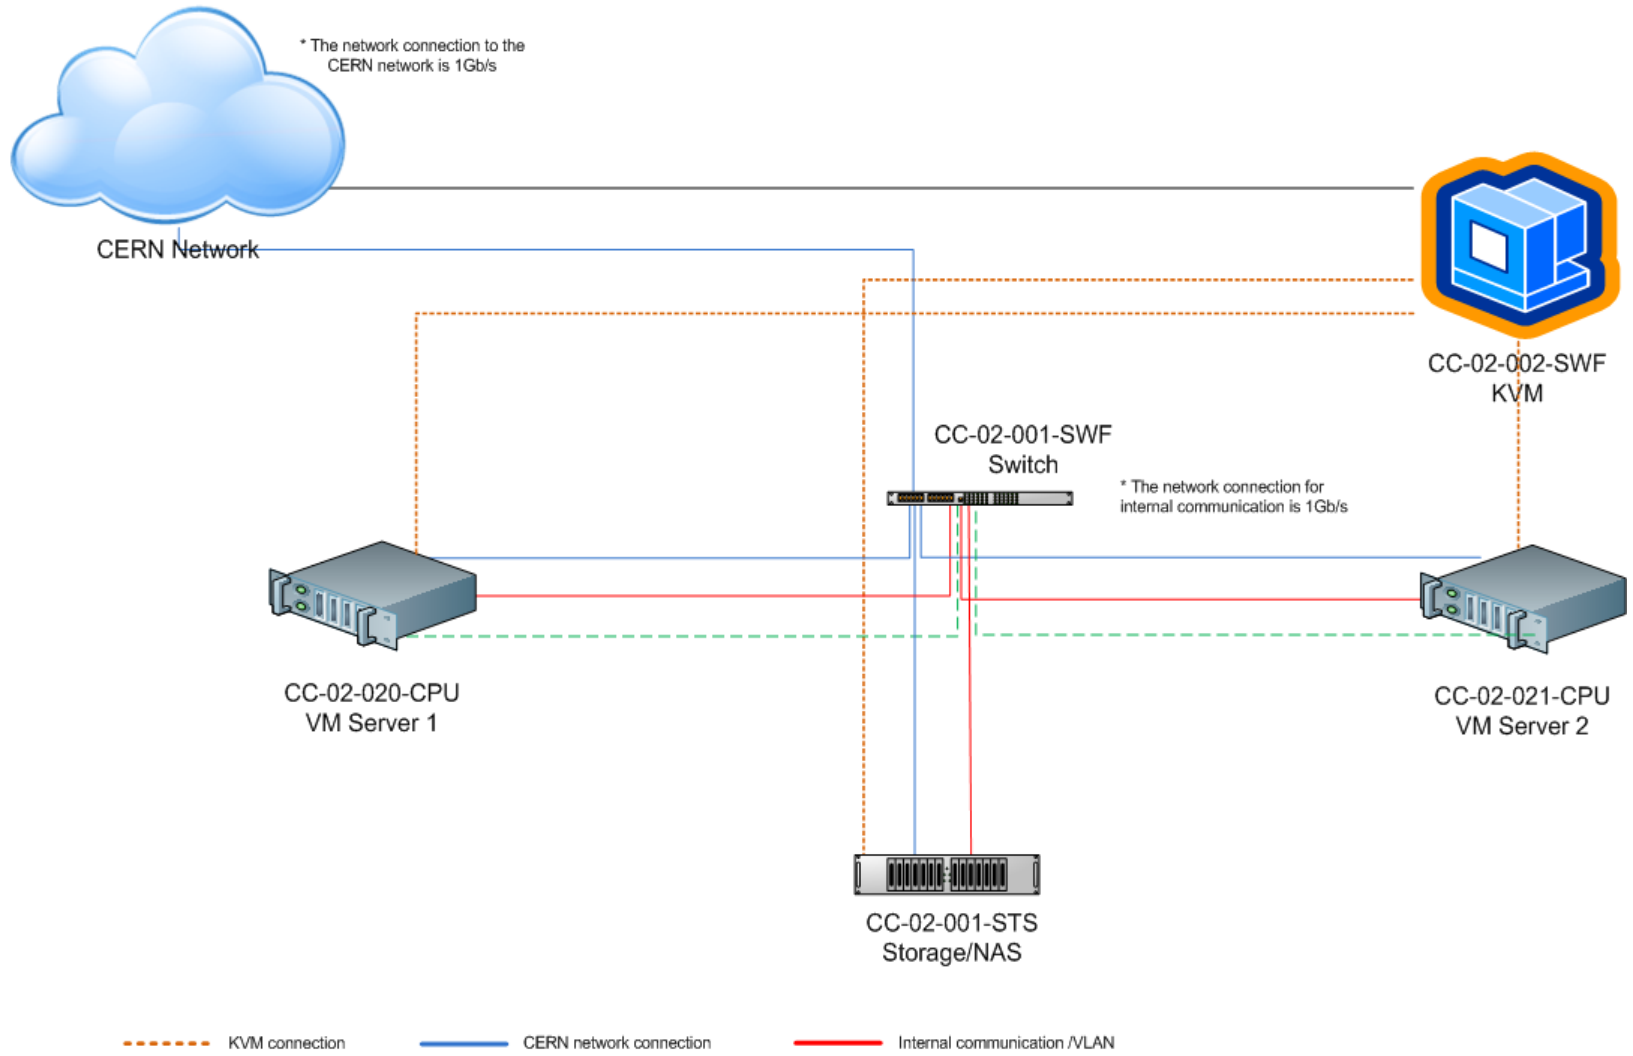 * The network connection to the
CERN network is 1Gb/s
CERN Network
CC-02-002-SWF
KVM
CC-02-001-SWF
Switch
* The network connection for
internal communication is 1Gb/s
CC-02-020-CPU
VM Server 1
CC-02-021-CPU
VM Server 2
CC-02-001-STS
Storage/NAS
KVM connection
CERN network connection
Internal communication /VLAN